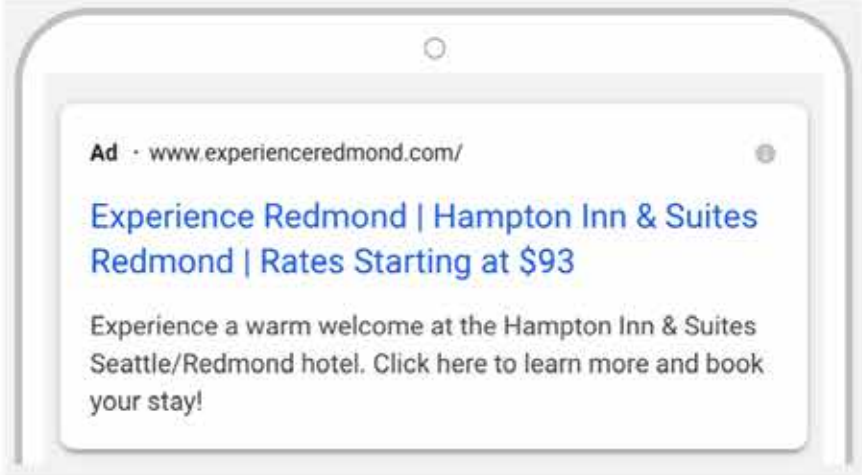 Ad · www.experienceredmond.com/
Experience Redmond | Hampton Inn & Suites
Redmond | Rates Starting at $93
Experience a warm welcome at the Hampton Inn & Suites
Seattle/Redmond hotel. Click here to learn more and book
your stay!